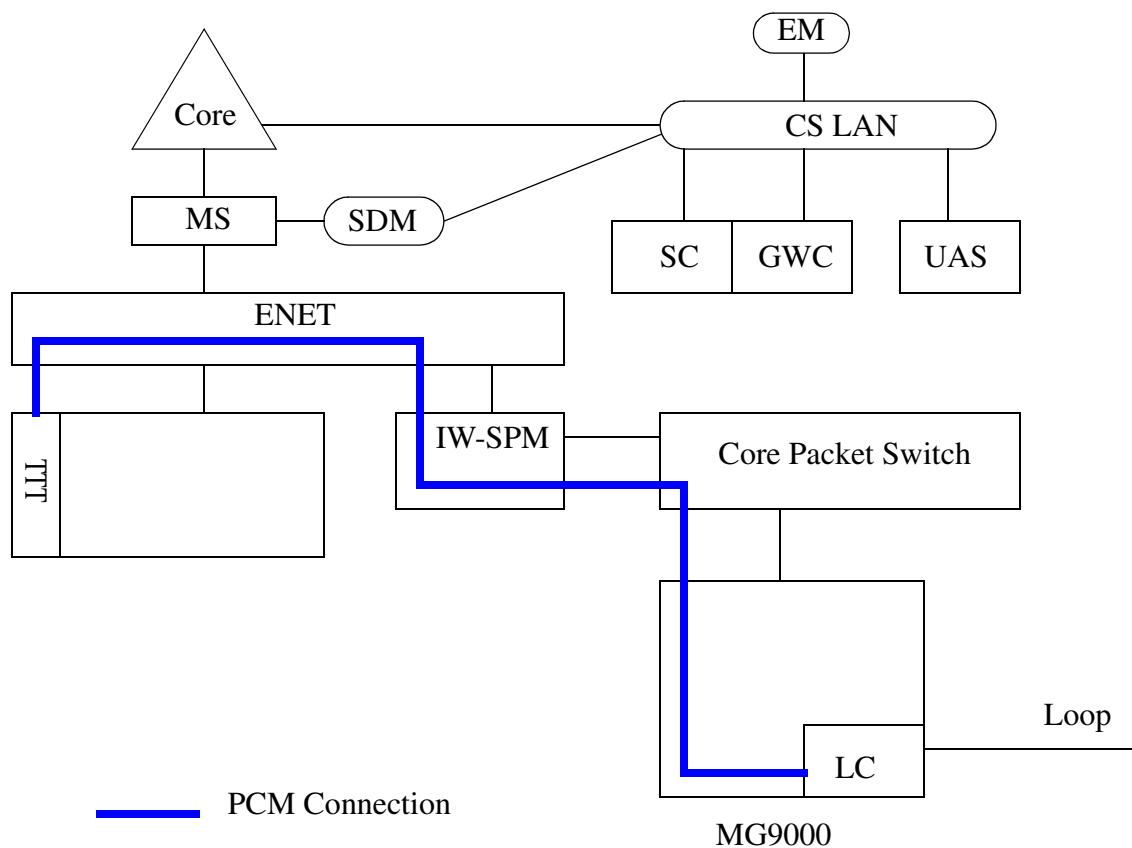 EM
Core
CS LAN
MS
SDM
SC
GWC
UAS
ENET
IW-SPM
Core Packet Switch
TTT
Loop
LC
PCM Connection
MG9000